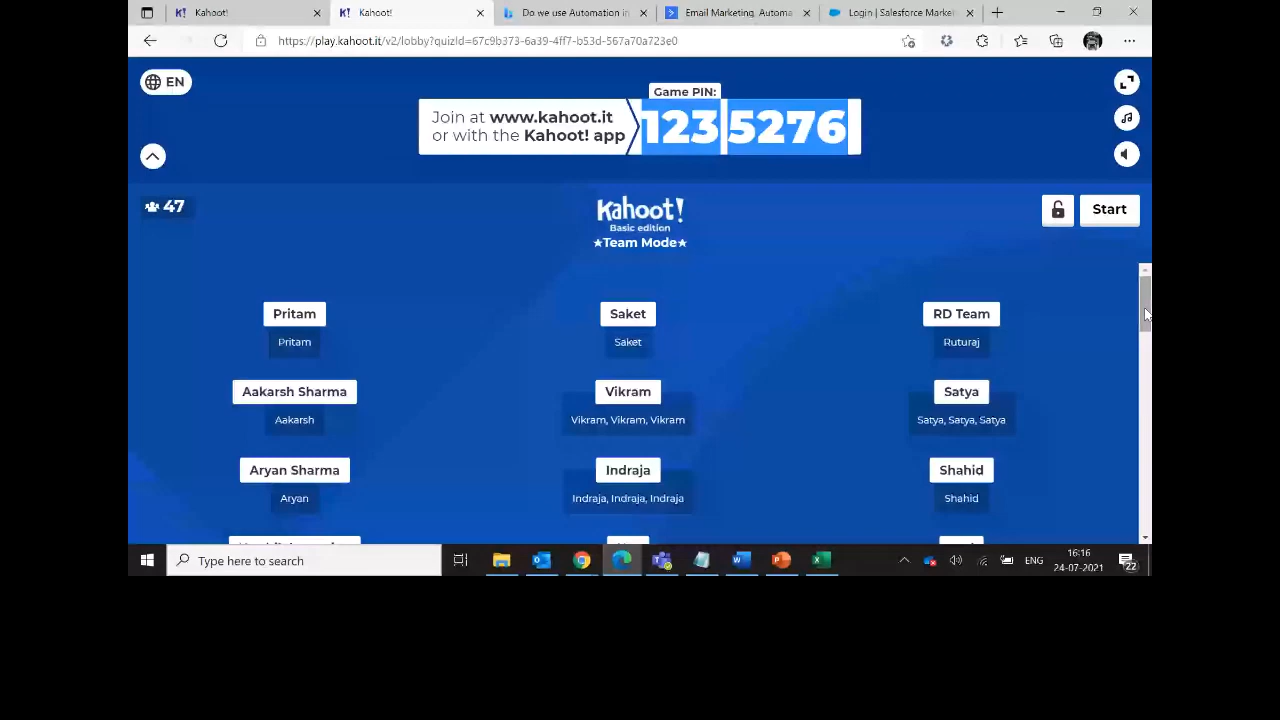 Kahoot!
Kahoot!
Do we use Automation in
Email Marketing, Automa
Login | Salesforce Market
https://play.kahoot.it/v2/lobby?quizId=67c9b373-6a39-4ff7-b53d-567a70a723e0
EN
Game PIN:
Join at www.kahoot.it
or with the Kahoot! app
123 5276
47
Kahoot!
Basic edition
★Team Mode★
Start
Pritam
Saket
RD Team
Pritam
Saket
Ruturaj
Aakarsh Sharma
Vikram
Satya
Aakarsh
Vikram, Vikram, Vikram
Satya, Satya, Satya
Aryan Sharma
Indraja
Shahid
Aryan
Indraja, Indraja, Indraja
Shahid
Type here to search
ENG
16:16
24-07-2021
22